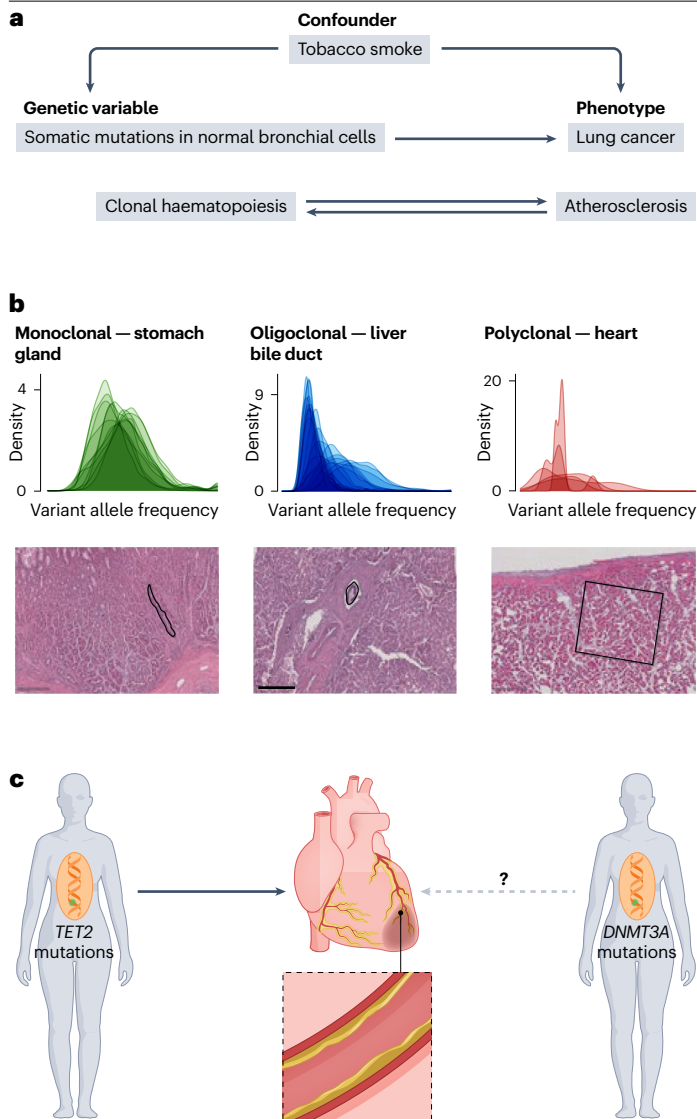 a
Confounder
Tobacco smoke
Genetic variable
Phenotype
Somatic mutations in normal bronchial cells
Lung cancer
Clonal haematopoiesis
Atherosclerosis
b
Monoclonal — stomach
gland
Oligoclonal — liver
bile duct
Polyclonal — heart
4
Density
0
Variant allele frequency
9
Density
0
Variant allele frequency
20
Density
0
Variant allele frequency
c
TET2
mutations
?
DNMT3A
mutations